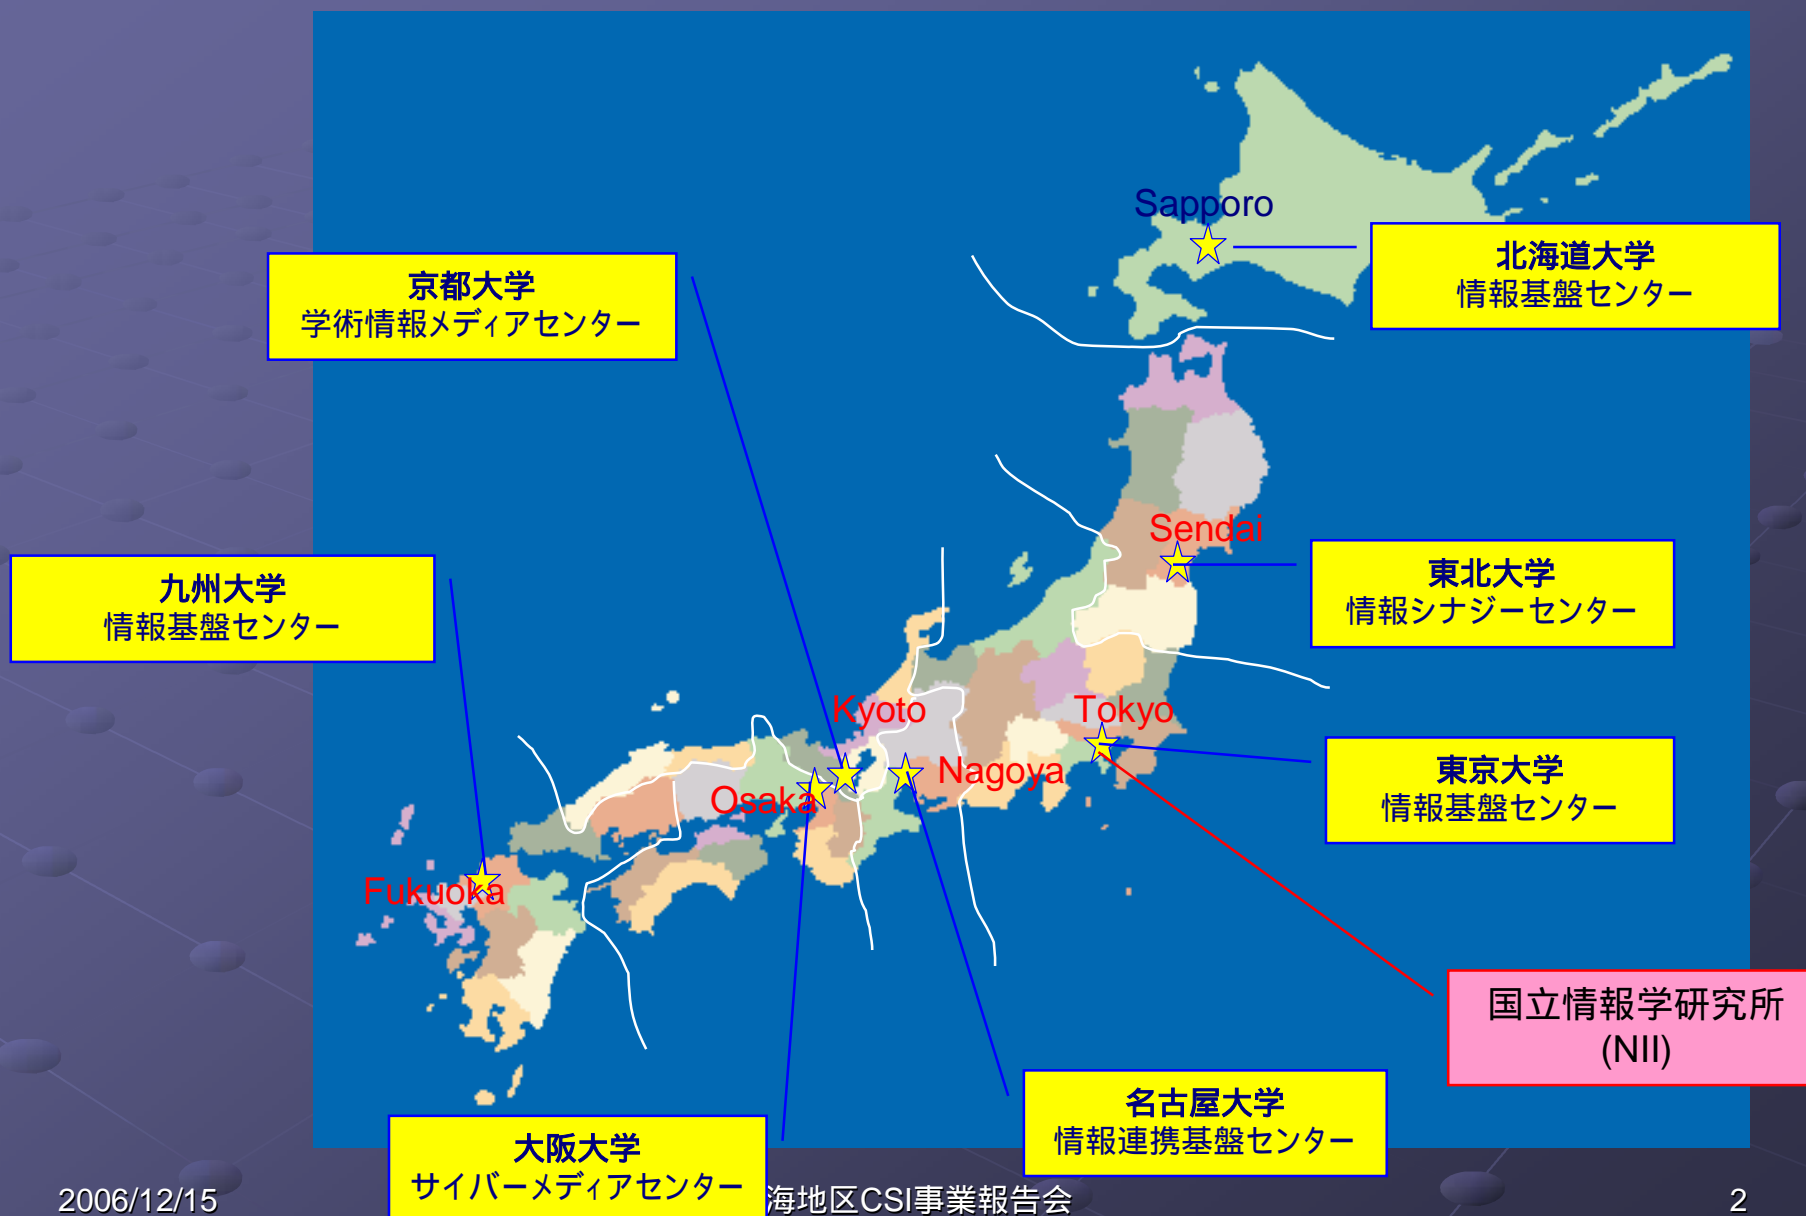 Sapporo
北海道大学
情報基盤センター
京都大学
学術情報メディアセンター
Sendai
東北大学
情報シナジーセンター
九州大学
情報基盤センター
Kyoto
Tokyo
東京大学
情報基盤センター
Nagoya
Osaka
Fukuoka
国立情報学研究所
(NII)
名古屋大学
情報連携基盤センター
大阪大学
サイバーメディアセンター
2006/12/15
海地区CSI事業報告会
2